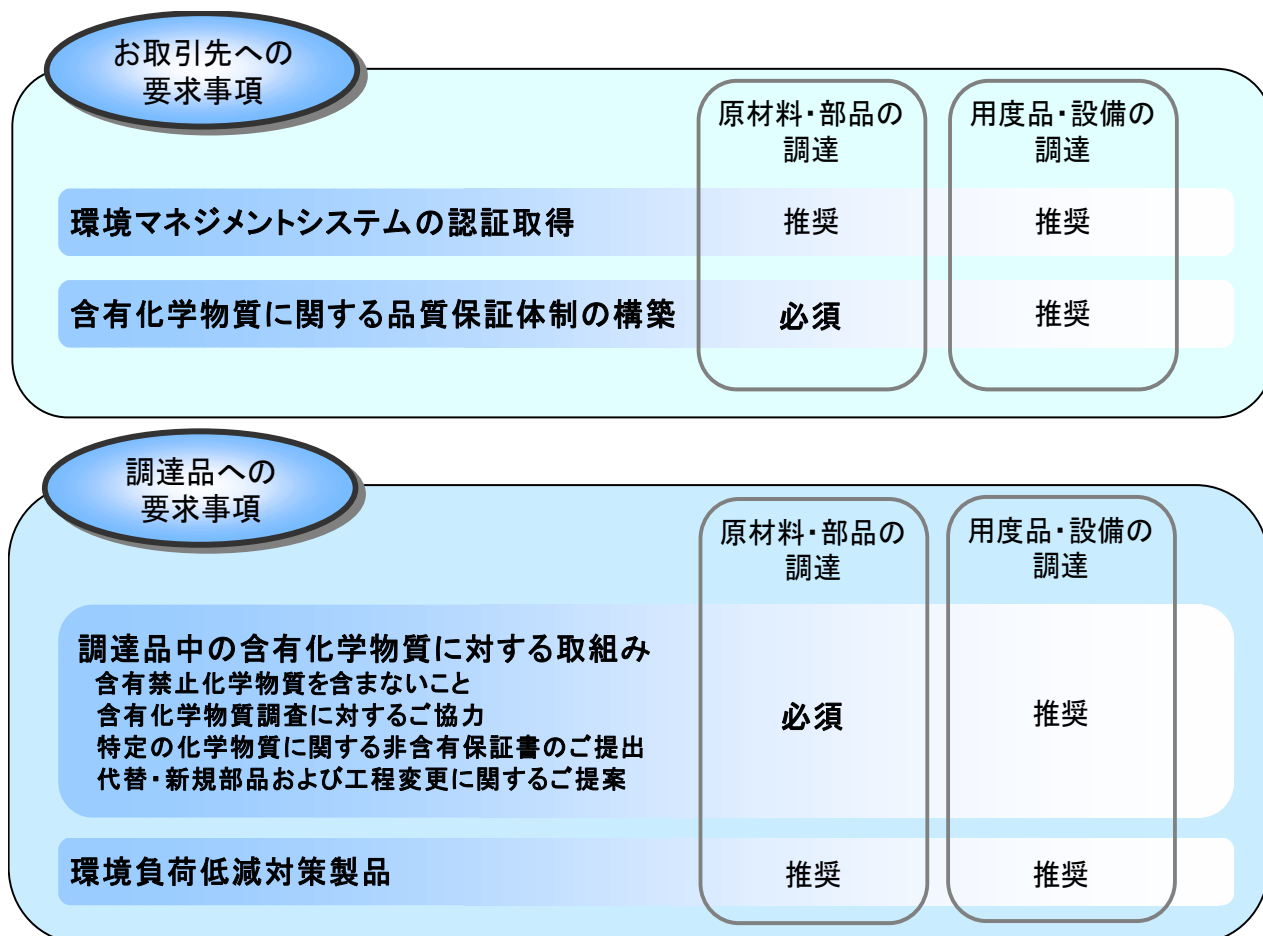 お取引先への
要求事項
原材料・部品の
調達
用度品・設備の
調達
環境マネジメントシステムの認証取得
推奨
推奨
含有化学物質に関する品質保証体制の構築
必須
推奨
調達品への
要求事項
原材料・部品の
調達
用度品・設備の
調達
調達品中の含有化学物質に対する取組み
含有禁止化学物質を含まないこと
含有化学物質調査に対するご協力
特定の化学物質に関する非含有保証書のご提出
代替・新規部品および工程変更に関するご提案
必須
推奨
環境負荷低減対策製品
推奨
推奨